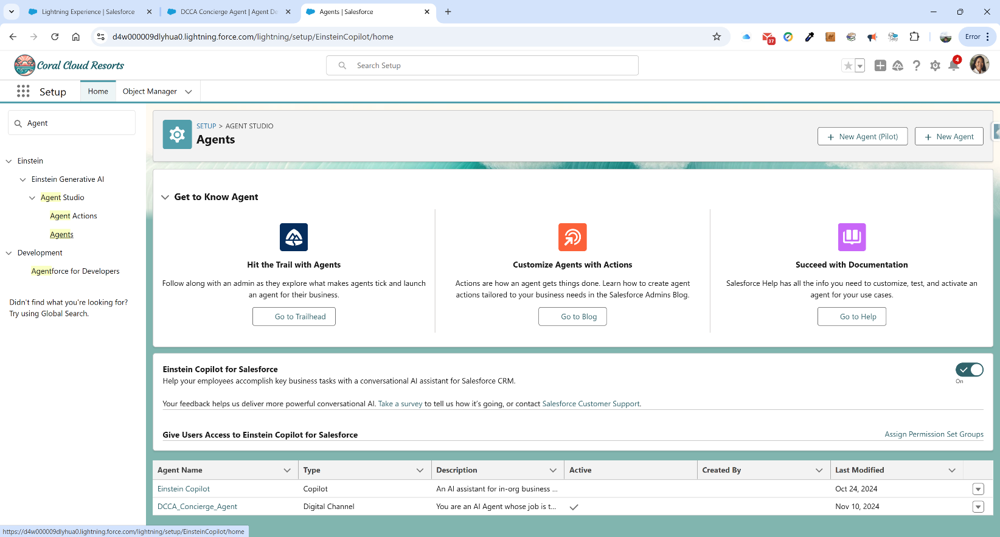 Lightning Experience | Salesforce
DCCA Concierge Agent | Agent De
Agents | Salesforce
d4w000009dlyhua0.lightning.force.com/lightning/setup/EinsteinCopilot/home
37
Error
Coral Cloud Resorts
Search Setup
4
Setup
Home
Object Manager
Agent
SETUP > AGENT STUDIO
Agents
New Agent (Pilot)
New Agent
Einstein
Einstein Generative AI
Agent Studio
Agent Actions
Agents
Development
Agentforce for Developers
Didn't find what you're looking for?
Try using Global Search.
Get to Know Agent
Hit the Trail with Agents
Follow along with an admin as they explore what makes agents tick and launch
an agent for their business.
Go to Trailhead
Customize Agents with Actions
Actions are how an agent gets things done. Learn how to create agent
actions tailored to your business needs in the Salesforce Admins Blog.
Go to Blog
Succeed with Documentation
Salesforce Help has all the info you need to customize, test, and activate an
agent for your use cases.
Go to Help
Einstein Copilot for Salesforce
Help your employees accomplish key business tasks with a conversational AI assistant for Salesforce CRM.
On
Your feedback helps us deliver more powerful conversational AI. Take a survey to tell us how it's going, or contact Salesforce Customer Support.
Give Users Access to Einstein Copilot for Salesforce
Assign Permission Set Groups
Agent Name Type Description Active Created By Last Modified
Einstein Copilot Copilot An AI assistant for in-org business ... Oct 24, 2024
DCCA_Concierge_Agent Digital Channel You are an AI Agent whose job is t... Nov 10, 2024
https://d4w000009dlyhua0.lightning.force.com/lightning/setup/EinsteinCopilot/home